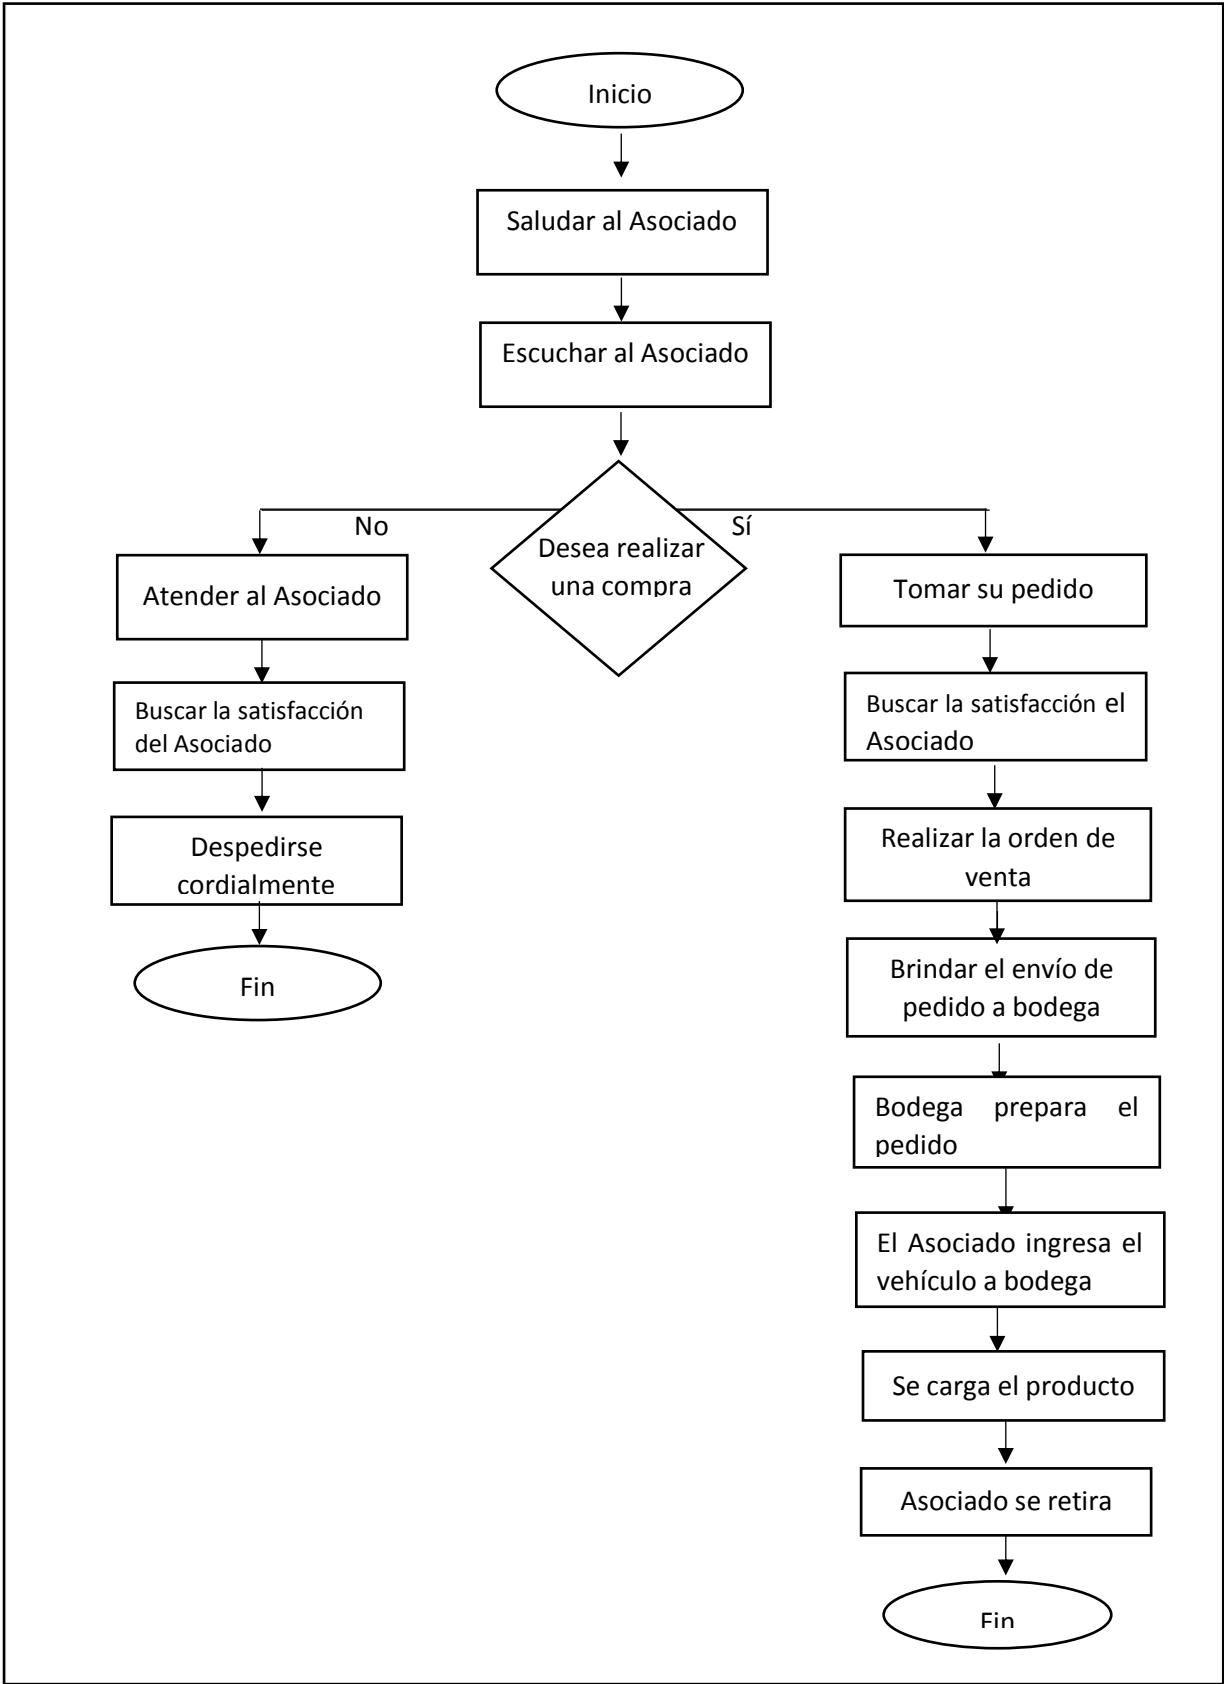 Inicio
Saludar al Asociado
Escuchar al Asociado
No
Sí
Desea realizar
una compra
Atender al Asociado
Buscar la satisfacción
del Asociado
Despedirse
cordialmente
Fin
Tomar su pedido
Buscar la satisfacción el
Asociado
Realizar la orden de
venta
Brindar el envío de
pedido a bodega
Bodega prepara el
pedido
El Asociado ingresa el
vehículo a bodega
Se carga el producto
Asociado se retira
Fin